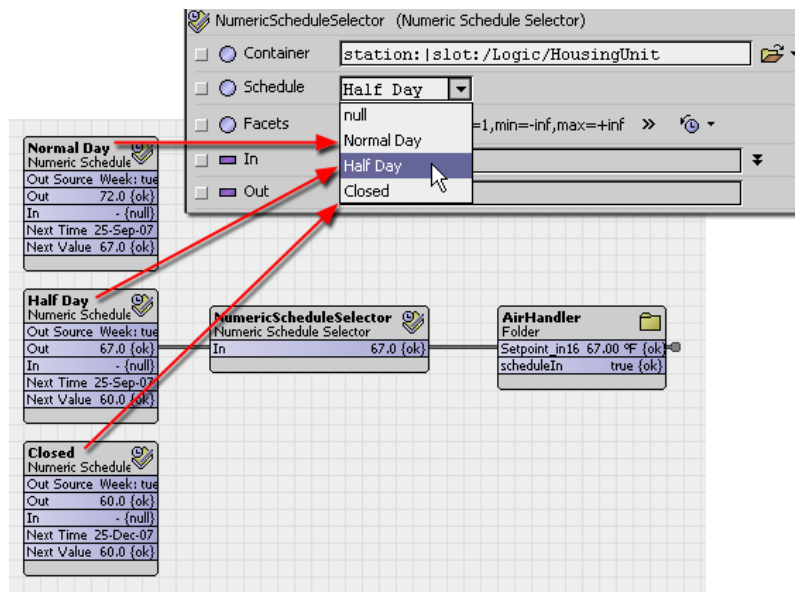 NumericScheduleSelector (Numeric Schedule Selector)
Container station:|slot:/Logic/HousingUnit
Schedule Half Day
null
Normal Day
Half Day
Closed
Facets =1,min=-inf,max=+inf »
In
Out
Normal Day
Numeric Schedule
Out Source Week: tue
Out 72.0 {ok}
In - {null}
Next Time 25-Sep-07
Next Value 67.0 {ok}
Half Day
Numeric Schedule
Out Source Week: tue
Out 67.0 {ok}
In - {null}
Next Time 25-Sep-07
Next Value 60.0 {ok}
Closed
Numeric Schedule
Out Source Week: tue
Out 60.0 {ok}
In - {null}
Next Time 25-Dec-07
Next Value 60.0 {ok}
NumericScheduleSelector
Numeric Schedule Selector
In 67.0 {ok}
AirHandler
Folder
Setpoint_in16 67.00 ºF {ok}
scheduleIn true {ok}